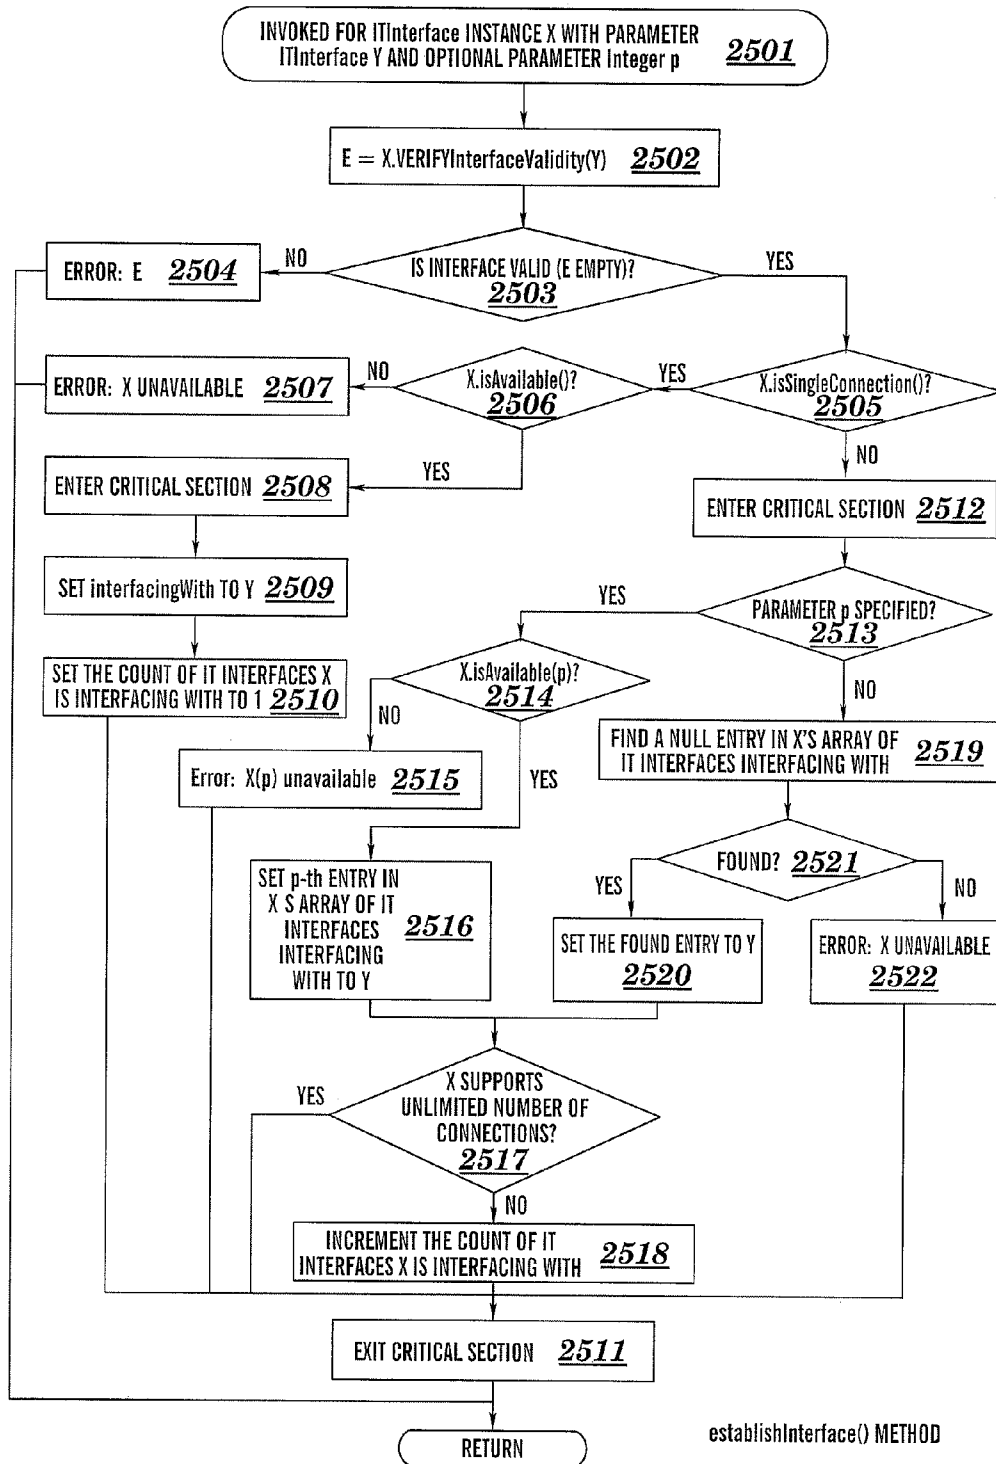 INVOKED FOR ITInterface INSTANCE X WITH PARAMETER
ITInterface Y AND OPTIONAL PARAMETER Integer p
2501
E = X.VERIFYInterfaceValidity(Y) 2502
IS INTERFACE VALID (E EMPTY)?
2503
NO
YES
ERROR: E 2504
X.isSingleConnection()?
2505
YES
NO
X.isAvailable()?
2506
NO
YES
ERROR: X UNAVAILABLE 2507
ENTER CRITICAL SECTION 2508
ENTER CRITICAL SECTION 2512
SET interfacingWith TO Y 2509
PARAMETER p SPECIFIED?
2513
YES
NO
SET THE COUNT OF IT INTERFACES X
IS INTERFACING WITH TO 1 2510
X.isAvailable(p)?
2514
NO
YES
FIND A NULL ENTRY IN X'S ARRAY OF
IT INTERFACES INTERFACING WITH
2519
Error: X(p) unavailable 2515
FOUND? 2521
YES
NO
SET p-th ENTRY IN
X S ARRAY OF IT
INTERFACES
INTERFACING
WITH TO Y
2516
SET THE FOUND ENTRY TO Y
2520
ERROR: X UNAVAILABLE
2522
X SUPPORTS
UNLIMITED NUMBER OF
CONNECTIONS?
2517
YES
NO
INCREMENT THE COUNT OF IT
INTERFACES X IS INTERFACING WITH
2518
EXIT CRITICAL SECTION 2511
RETURN
establishInterface() METHOD